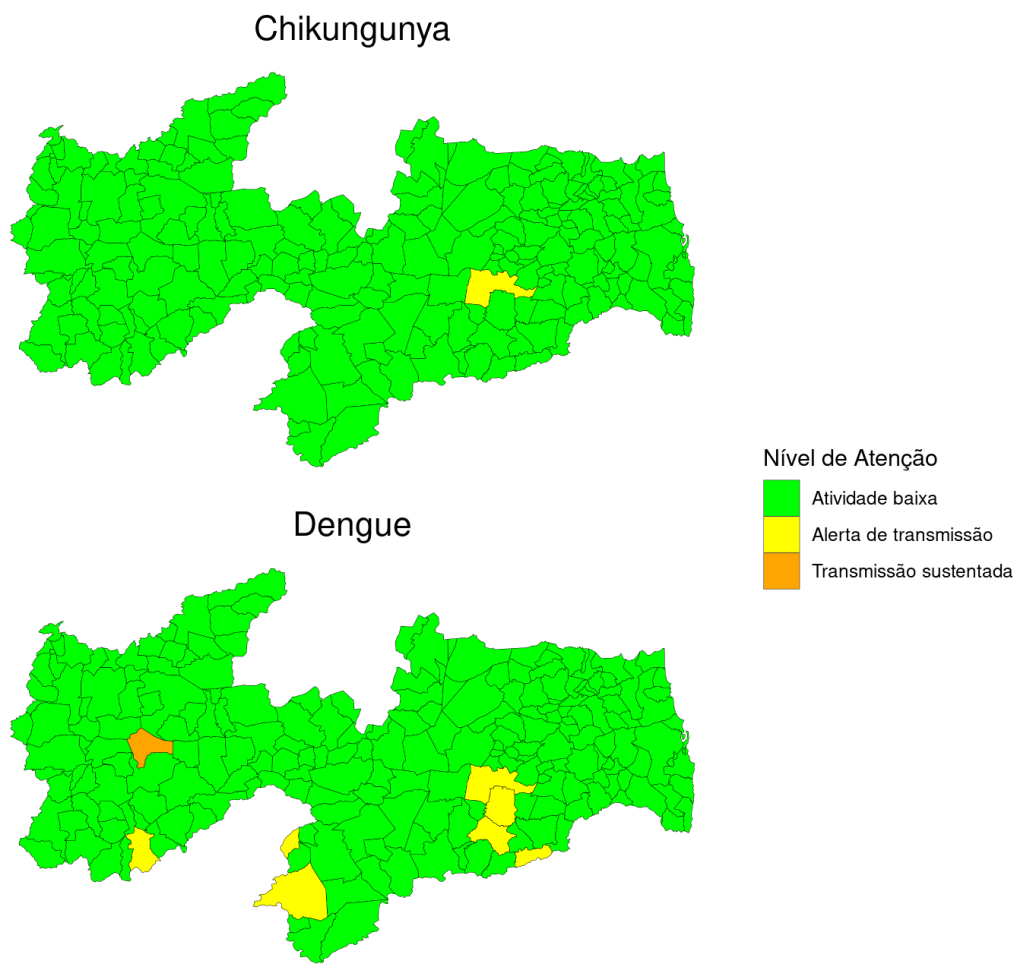 Chikungunya
Nível de Atenção
Atividade baixa
Alerta de transmissão
Transmissão sustentada
Dengue